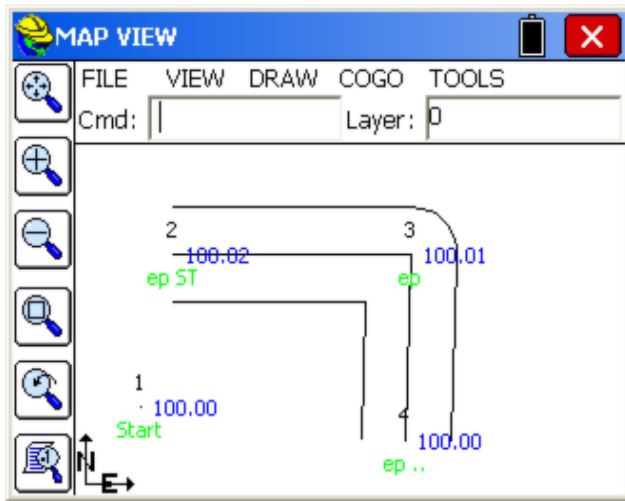 MAP VIEW
FILE VIEW DRAW COGO TOOLS
Cmd: Layer: 0
2 3
100.02 100.01
ep ST ep
1
100.00 4
Start 100.00
N ep ..
E